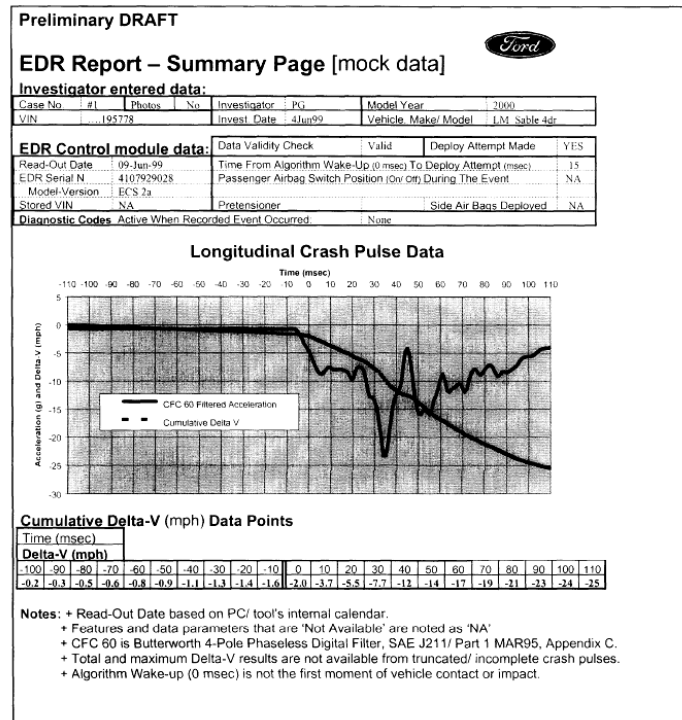 Preliminary DRAFT
Ford
EDR Report – Summary Page [mock data]
Investigator entered data:
Case No. #1 Photos No Investigator PG Model Year 2000
VIN ....195778 Invest. Date 4Jun99 Vehicle. Make/ Model LM Sable 4dr
EDR Control module data: Data Validity Check Valid Deploy Attempt Made YES
Read-Out Date 09-Jun-99 Time From Algorithm Wake-Up (0 msec) To Deploy Attempt (msec) 15
EDR Serial N 4107929028 Passenger Airbag Switch Position (On/ Off) During The Event NA
Model-Version ECS 2a
Stored VIN NA Pretensioner Side Air Bags Deployed NA
Diagnostic Codes Active When Recorded Event Occurred. None
Longitudinal Crash Pulse Data
Time (msec)
-110 -100 -90 -80 -70 -60 -50 -40 -30 -20 -10 0 10 20 30 40 50 60 70 80 90 100 110
Acceleration (g) and Delta-V (mph)
5
0
-5
-10
-15
-20
-25
-30
CFC 60 Filtered Acceleration
Cumulative Delta V
Cumulative Delta-V (mph) Data Points
Time (msec)
Delta-V (mph)
-100 -90 -80 -70 -60 -50 -40 -30 -20 -10 0 10 20 30 40 50 60 70 80 90 100 110
-0.2 -0.3 -0.5 -0.6 -0.8 -0.9 -1.1 -1.3 -1.4 -1.6 -2.0 -3.7 -5.5 -7.7 -12 -14 -17 -19 -21 -23 -24 -25
Notes: + Read-Out Date based on PC/ tool's internal calendar.
+ Features and data parameters that are 'Not Available' are noted as 'NA'
+ CFC 60 is Butterworth 4-Pole Phaseless Digital Filter, SAE J211/ Part 1 MAR95, Appendix C.
+ Total and maximum Delta-V results are not available from truncated/ incomplete crash pulses.
+ Algorithm Wake-up (0 msec) is not the first moment of vehicle contact or impact.